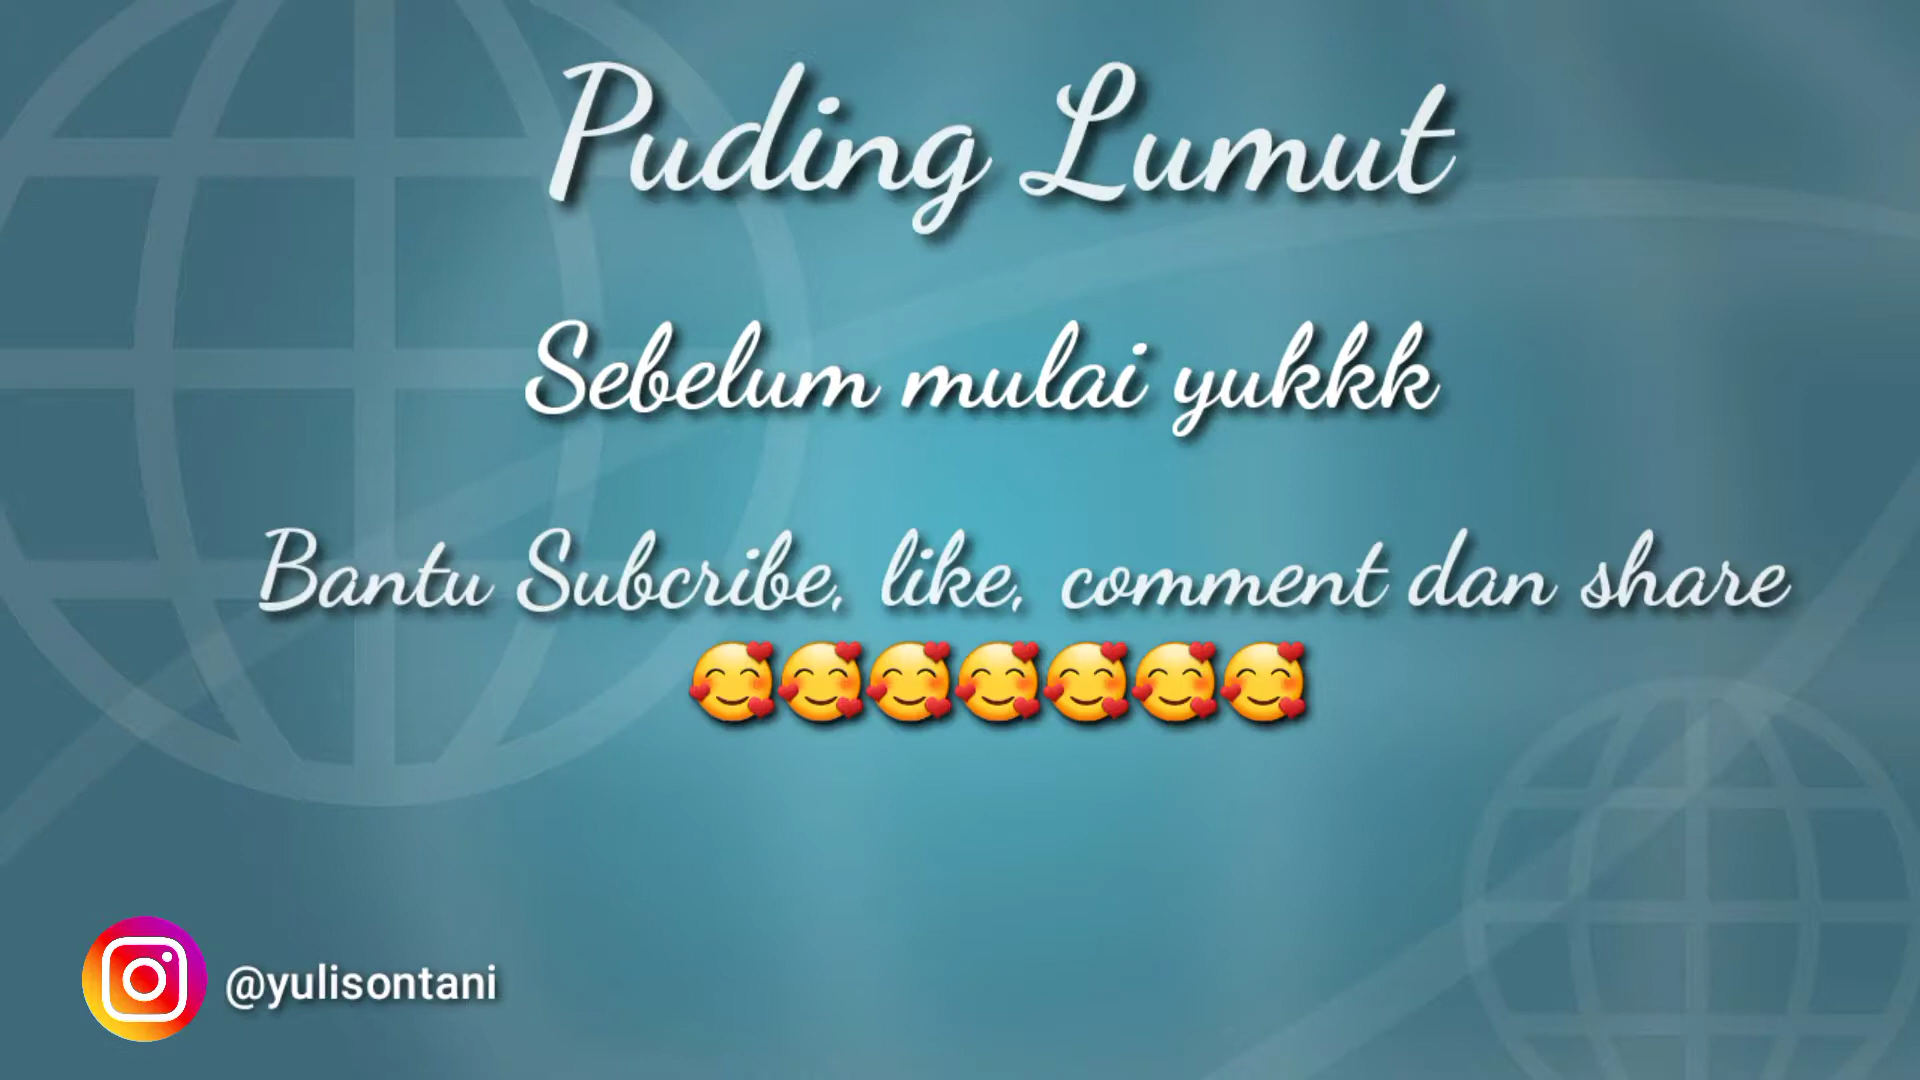 Puding Lumut
Sebelum mulai yukkk
Bantu Subcribe, like, comment dan share
🥰🥰🥰🥰🥰🥰🥰
@yulisontani